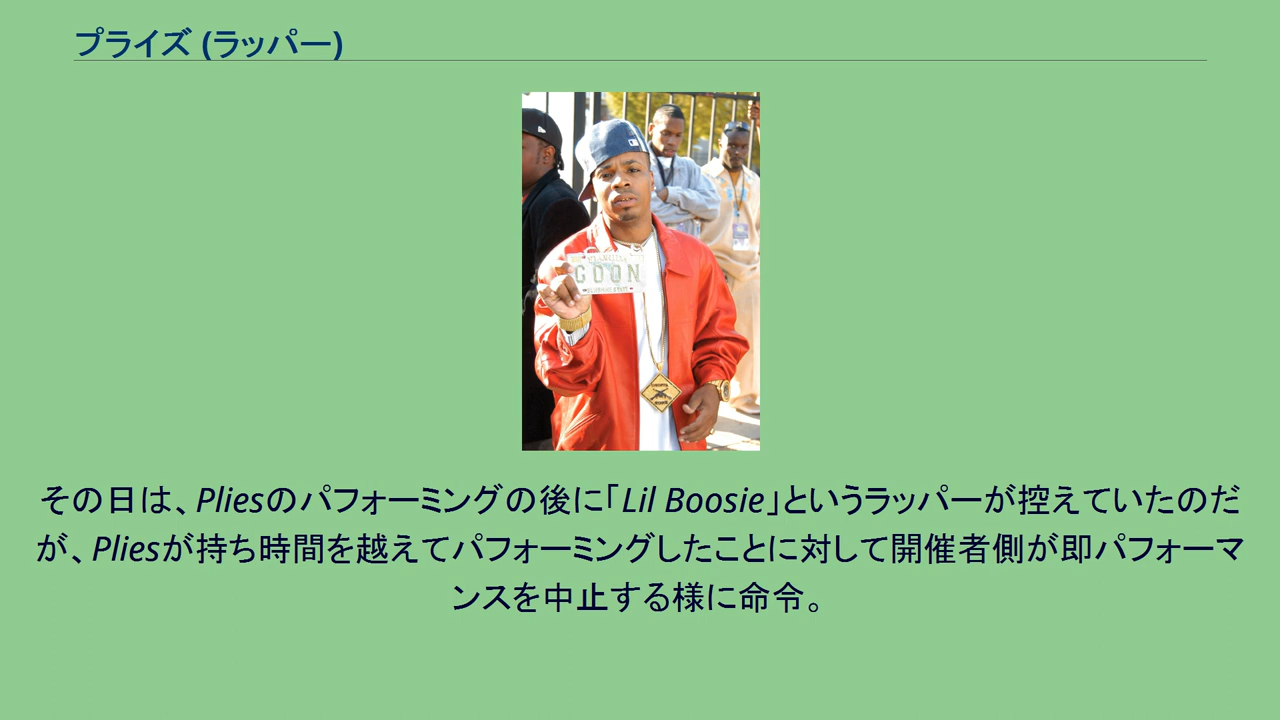 プライズ (ラッパー)
GOON
その日は、Pliesのパフォーミングの後に「Lil Boosie」というラッパーが控えていたのだ
が、Pliesが持ち時間を越えてパフォーミングしたことに対して開催者側が即パフォーマ
ンスを中止する様に命令。